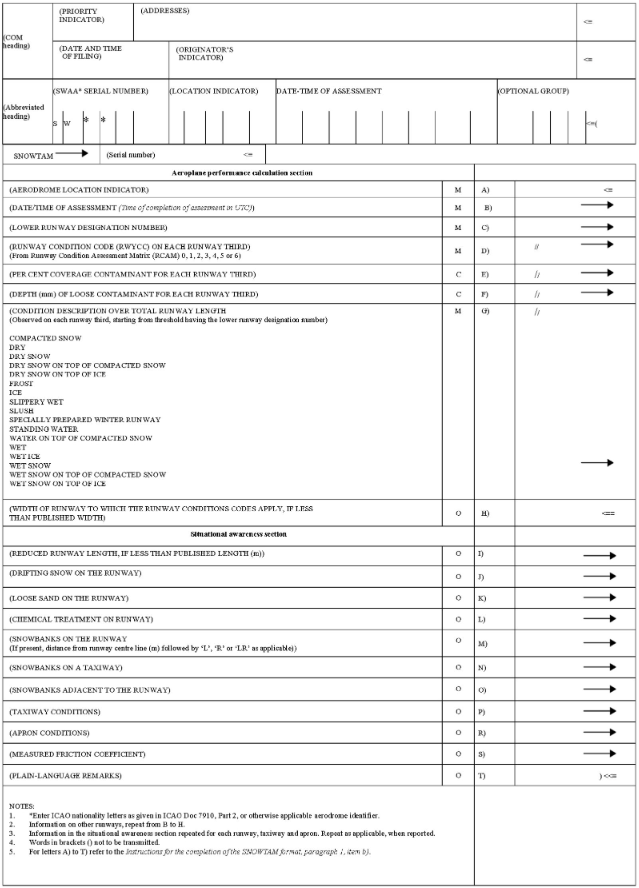 (COM
heading)
(PRIORITY
INDICATOR)
(ADDRESSES)
<=
(DATE AND TIME
OF FILING)
(ORIGINATOR'S
INDICATOR)
<=
(Abbreviated
heading)
(SWAA* SERIAL NUMBER)
(LOCATION INDICATOR)
DATE-TIME OF ASSESSMENT
(OPTIONAL GROUP)
S W * *
<=(
SNOWTAM (Serial number) <=
Aeroplane performance calculation section
(AERODROME LOCATION INDICATOR) M A) <=
(DATE/TIME OF ASSESSMENT (Time of completion of assessment in UTC)) M B)
(LOWER RUNWAY DESIGNATION NUMBER) M C)
(RUNWAY CONDITION CODE (RWYCC) ON EACH RUNWAY THIRD) M D) //
(From Runway Condition Assessment Matrix (RCAM) 0, 1, 2, 3, 4, 5 or 6)
(PER CENT COVERAGE CONTAMINANT FOR EACH RUNWAY THIRD) C E) //
(DEPTH (mm) OF LOOSE CONTAMINANT FOR EACH RUNWAY THIRD) C F) //
(CONDITION DESCRIPTION OVER TOTAL RUNWAY LENGTH M G) //
(Observed on each runway third, starting from threshold having the lower runway designation number)
COMPACTED SNOW
DRY
DRY SNOW
DRY SNOW ON TOP OF COMPACTED SNOW
DRY SNOW ON TOP OF ICE
FROST
ICE
SLIPPERY WET
SLUSH
SPECIALLY PREPARED WINTER RUNWAY
STANDING WATER
WATER ON TOP OF COMPACTED SNOW
WET
WET ICE
WET SNOW
WET SNOW ON TOP OF COMPACTED SNOW
WET SNOW ON TOP OF ICE
(WIDTH OF RUNWAY TO WHICH THE RUNWAY CONDITIONS CODES APPLY, IF LESS
THAN PUBLISHED WIDTH) O H) <==
Situational awareness section
(REDUCED RUNWAY LENGTH, IF LESS THAN PUBLISHED LENGTH (m)) O I)
(DRIFTING SNOW ON THE RUNWAY) O J)
(LOOSE SAND ON THE RUNWAY) O K)
(CHEMICAL TREATMENT ON RUNWAY) O L)
(SNOWBANKS ON THE RUNWAY O M)
(If present, distance from runway centre line (m) followed by 'L', 'R' or 'LR' as applicable))
(SNOWBANKS ON A TAXIWAY) O N)
(SNOWBANKS ADJACENT TO THE RUNWAY) O O)
(TAXIWAY CONDITIONS) O P)
(APRON CONDITIONS) O R)
(MEASURED FRICTION COEFFICIENT) O S)
(PLAIN-LANGUAGE REMARKS) O T) ) <<=
NOTES:
1. *Enter ICAO nationality letters as given in ICAO Doc 7910, Part 2, or otherwise applicable aerodrome identifier.
2. Information on other runways, repeat from B to H.
3. Information in the situational awareness section repeated for each runway, taxiway and apron. Repeat as applicable, when reported.
4. Words in brackets () not to be transmitted.
5. For letters A) to T) refer to the Instructions for the completion of the SNOWTAM format, paragraph 1, item b).